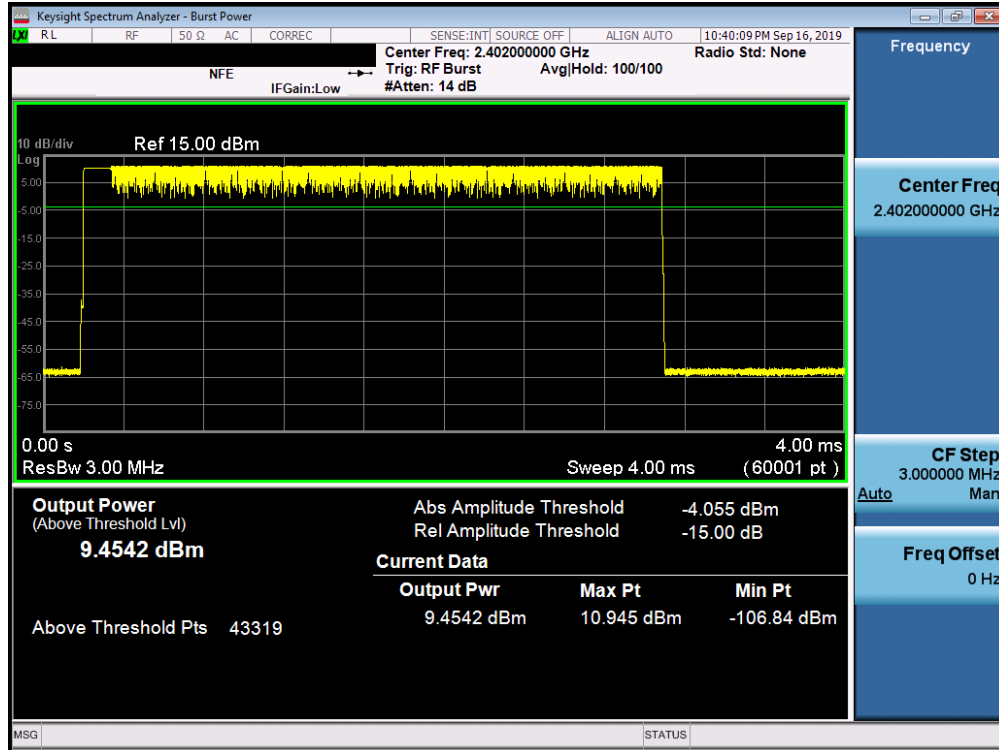 Keysight Spectrum Analyzer - Burst Power
LXI RL RF 50 Ω AC CORREC SENSE:INT SOURCE OFF ALIGN AUTO 10:40:09 PM Sep 16, 2019
Center Freq: 2.402000000 GHz Radio Std: None
NFE Trig: RF Burst Avg|Hold: 100/100
IFGain:Low #Atten: 14 dB
Frequency
10 dB/div Ref 15.00 dBm
Log
5.00
-5.00
-15.0
-25.0
-35.0
-45.0
-55.0
-65.0
-75.0
0.00 s 4.00 ms
ResBw 3.00 MHz Sweep 4.00 ms (60001 pt )
Center Freq
2.402000000 GHz
CF Step
3.000000 MHz
Auto Man
Freq Offset
0 Hz
Output Power
(Above Threshold Lvl)
9.4542 dBm
Above Threshold Pts 43319
Abs Amplitude Threshold -4.055 dBm
Rel Amplitude Threshold -15.00 dB
Current Data
Output Pwr Max Pt Min Pt
9.4542 dBm 10.945 dBm -106.84 dBm
MSG STATUS